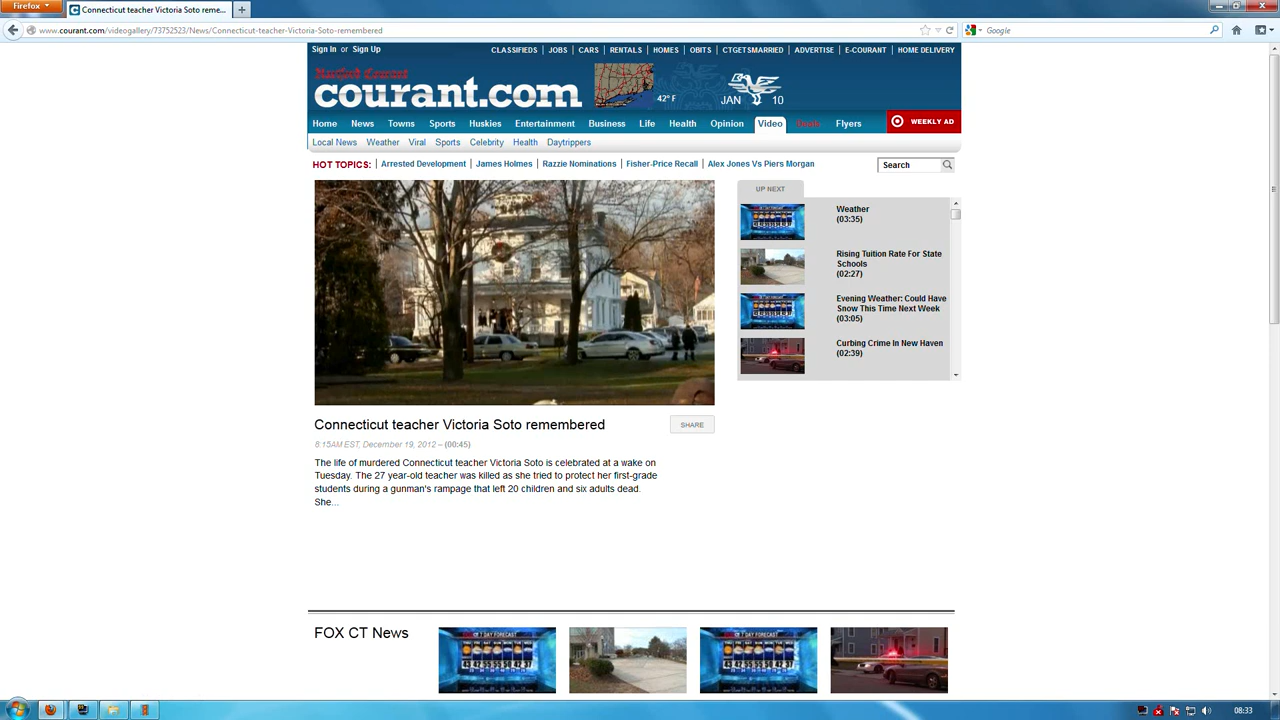 Firefox
Connecticut teacher Victoria Soto reme...
www.courant.com/videogallery/73752523/News/Connecticut-teacher-Victoria-Soto-remembered
Google
Sign In or Sign Up
CLASSIFIEDS JOBS CARS RENTALS HOMES OBITS CTGETSMARRIED ADVERTISE E-COURANT HOME DELIVERY
Hartford Courant
courant.com
42° F
JAN 10
Home News Towns Sports Huskies Entertainment Business Life Health Opinion Video Deals Flyers
WEEKLY AD
Local News Weather Viral Sports Celebrity Health Daytrippers
HOT TOPICS: Arrested Development James Holmes Razzie Nominations Fisher-Price Recall Alex Jones Vs Piers Morgan
Search
UP NEXT
Weather
(03:35)
Rising Tuition Rate For State
Schools
(02:27)
Evening Weather: Could Have
Snow This Time Next Week
(03:05)
Curbing Crime In New Haven
(02:39)
Connecticut teacher Victoria Soto remembered
SHARE
8:15AM EST, December 19, 2012 – (00:45)
The life of murdered Connecticut teacher Victoria Soto is celebrated at a wake on
Tuesday. The 27 year-old teacher was killed as she tried to protect her first-grade
students during a gunman's rampage that left 20 children and six adults dead.
She...
FOX CT News
7 DAY FORECAST
7 DAY FORECAST
08:33